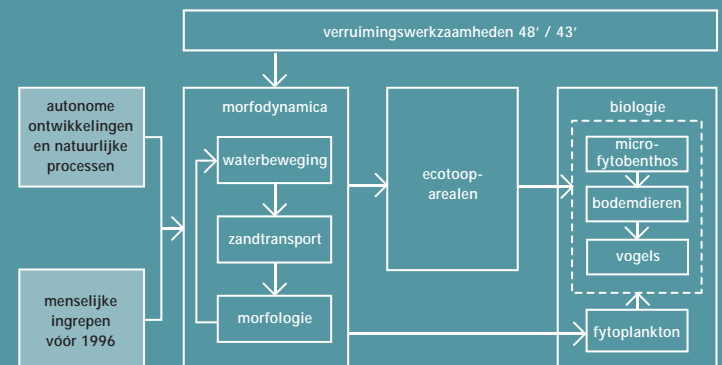 verruimingswerkzaamheden 48' / 43'
autonome
ontwikkelingen
en natuurlijke
processen
menselijke
ingrepen
vóór 1996
morfodynamica
waterbeweging
zandtransport
morfologie
ecotoop-
arealen
biologie
micro-
fytobenthos
bodemdieren
vogels
fytoplankton